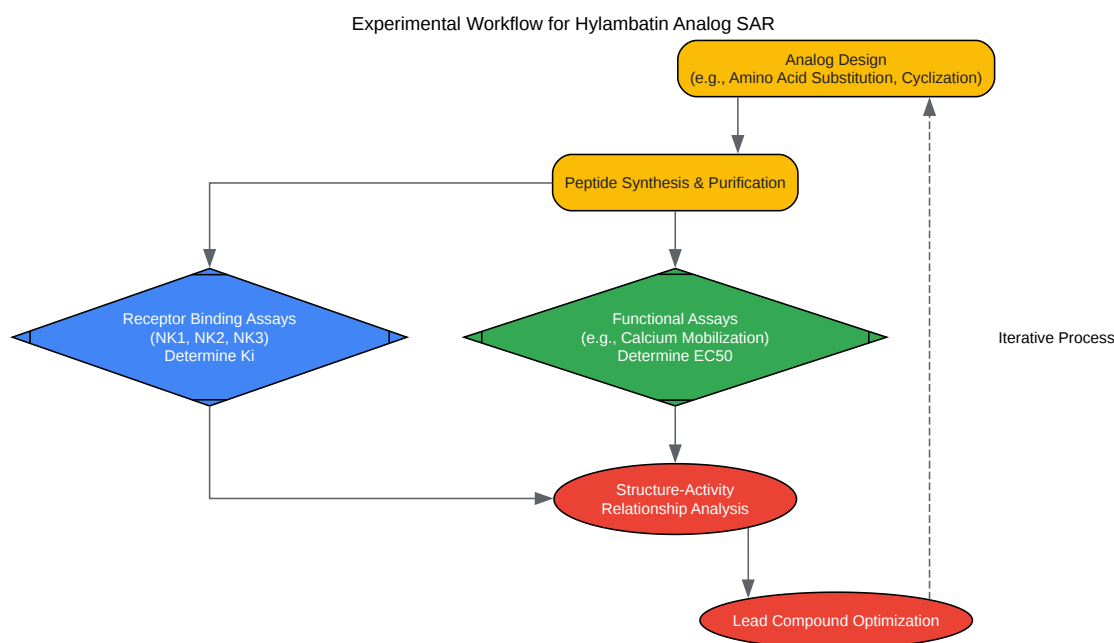 Experimental Workflow for Hylambatin Analog SAR
Analog Design
(e.g., Amino Acid Substitution, Cyclization)
Peptide Synthesis & Purification
Receptor Binding Assays
(NK1, NK2, NK3)
Determine Ki
Functional Assays
(e.g., Calcium Mobilization)
Determine EC50
Iterative Process
Structure-Activity
Relationship Analysis
Lead Compound Optimization